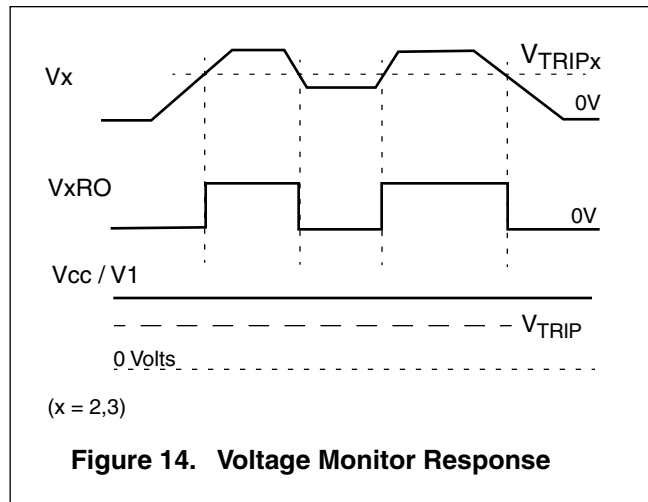 Vx
VTRIPx
0V
VxRO
0V
Vcc / V1
VTRIP
0 Volts
(x = 2,3)
Figure 14. Voltage Monitor Response